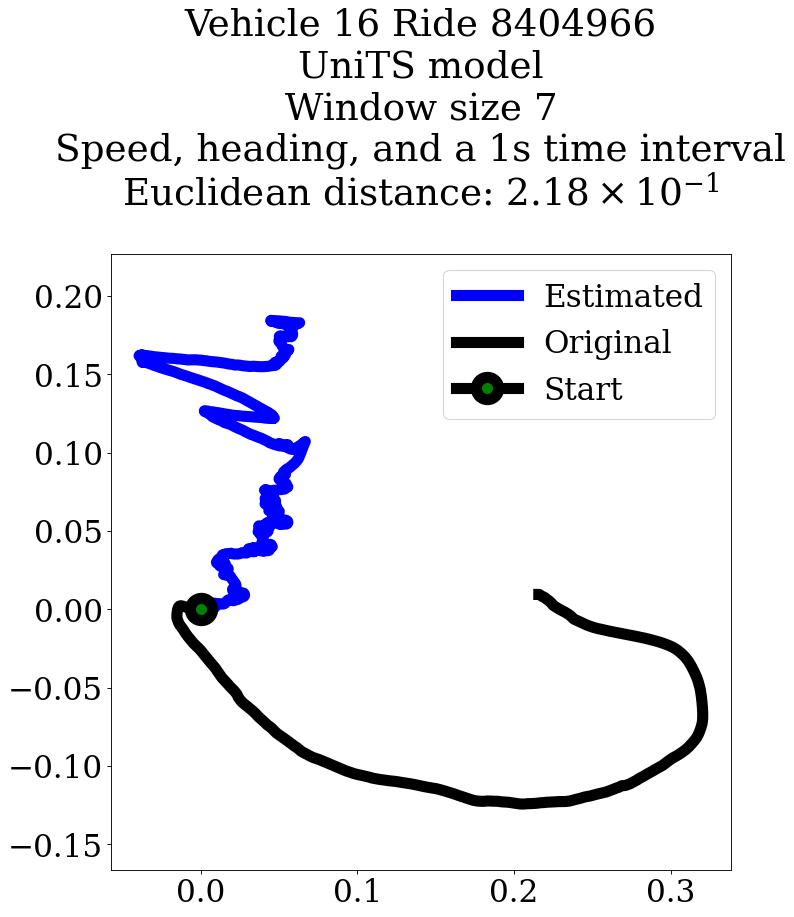 Vehicle 16 Ride 8404966
UniTS model
Window size 7
Speed, heading, and a 1s time interval
Euclidean distance: 2.18 × 10⁻¹
Estimated
Original
Start
0.20
0.15
0.10
0.05
0.00
−0.05
−0.10
−0.15
0.0 0.1 0.2 0.3